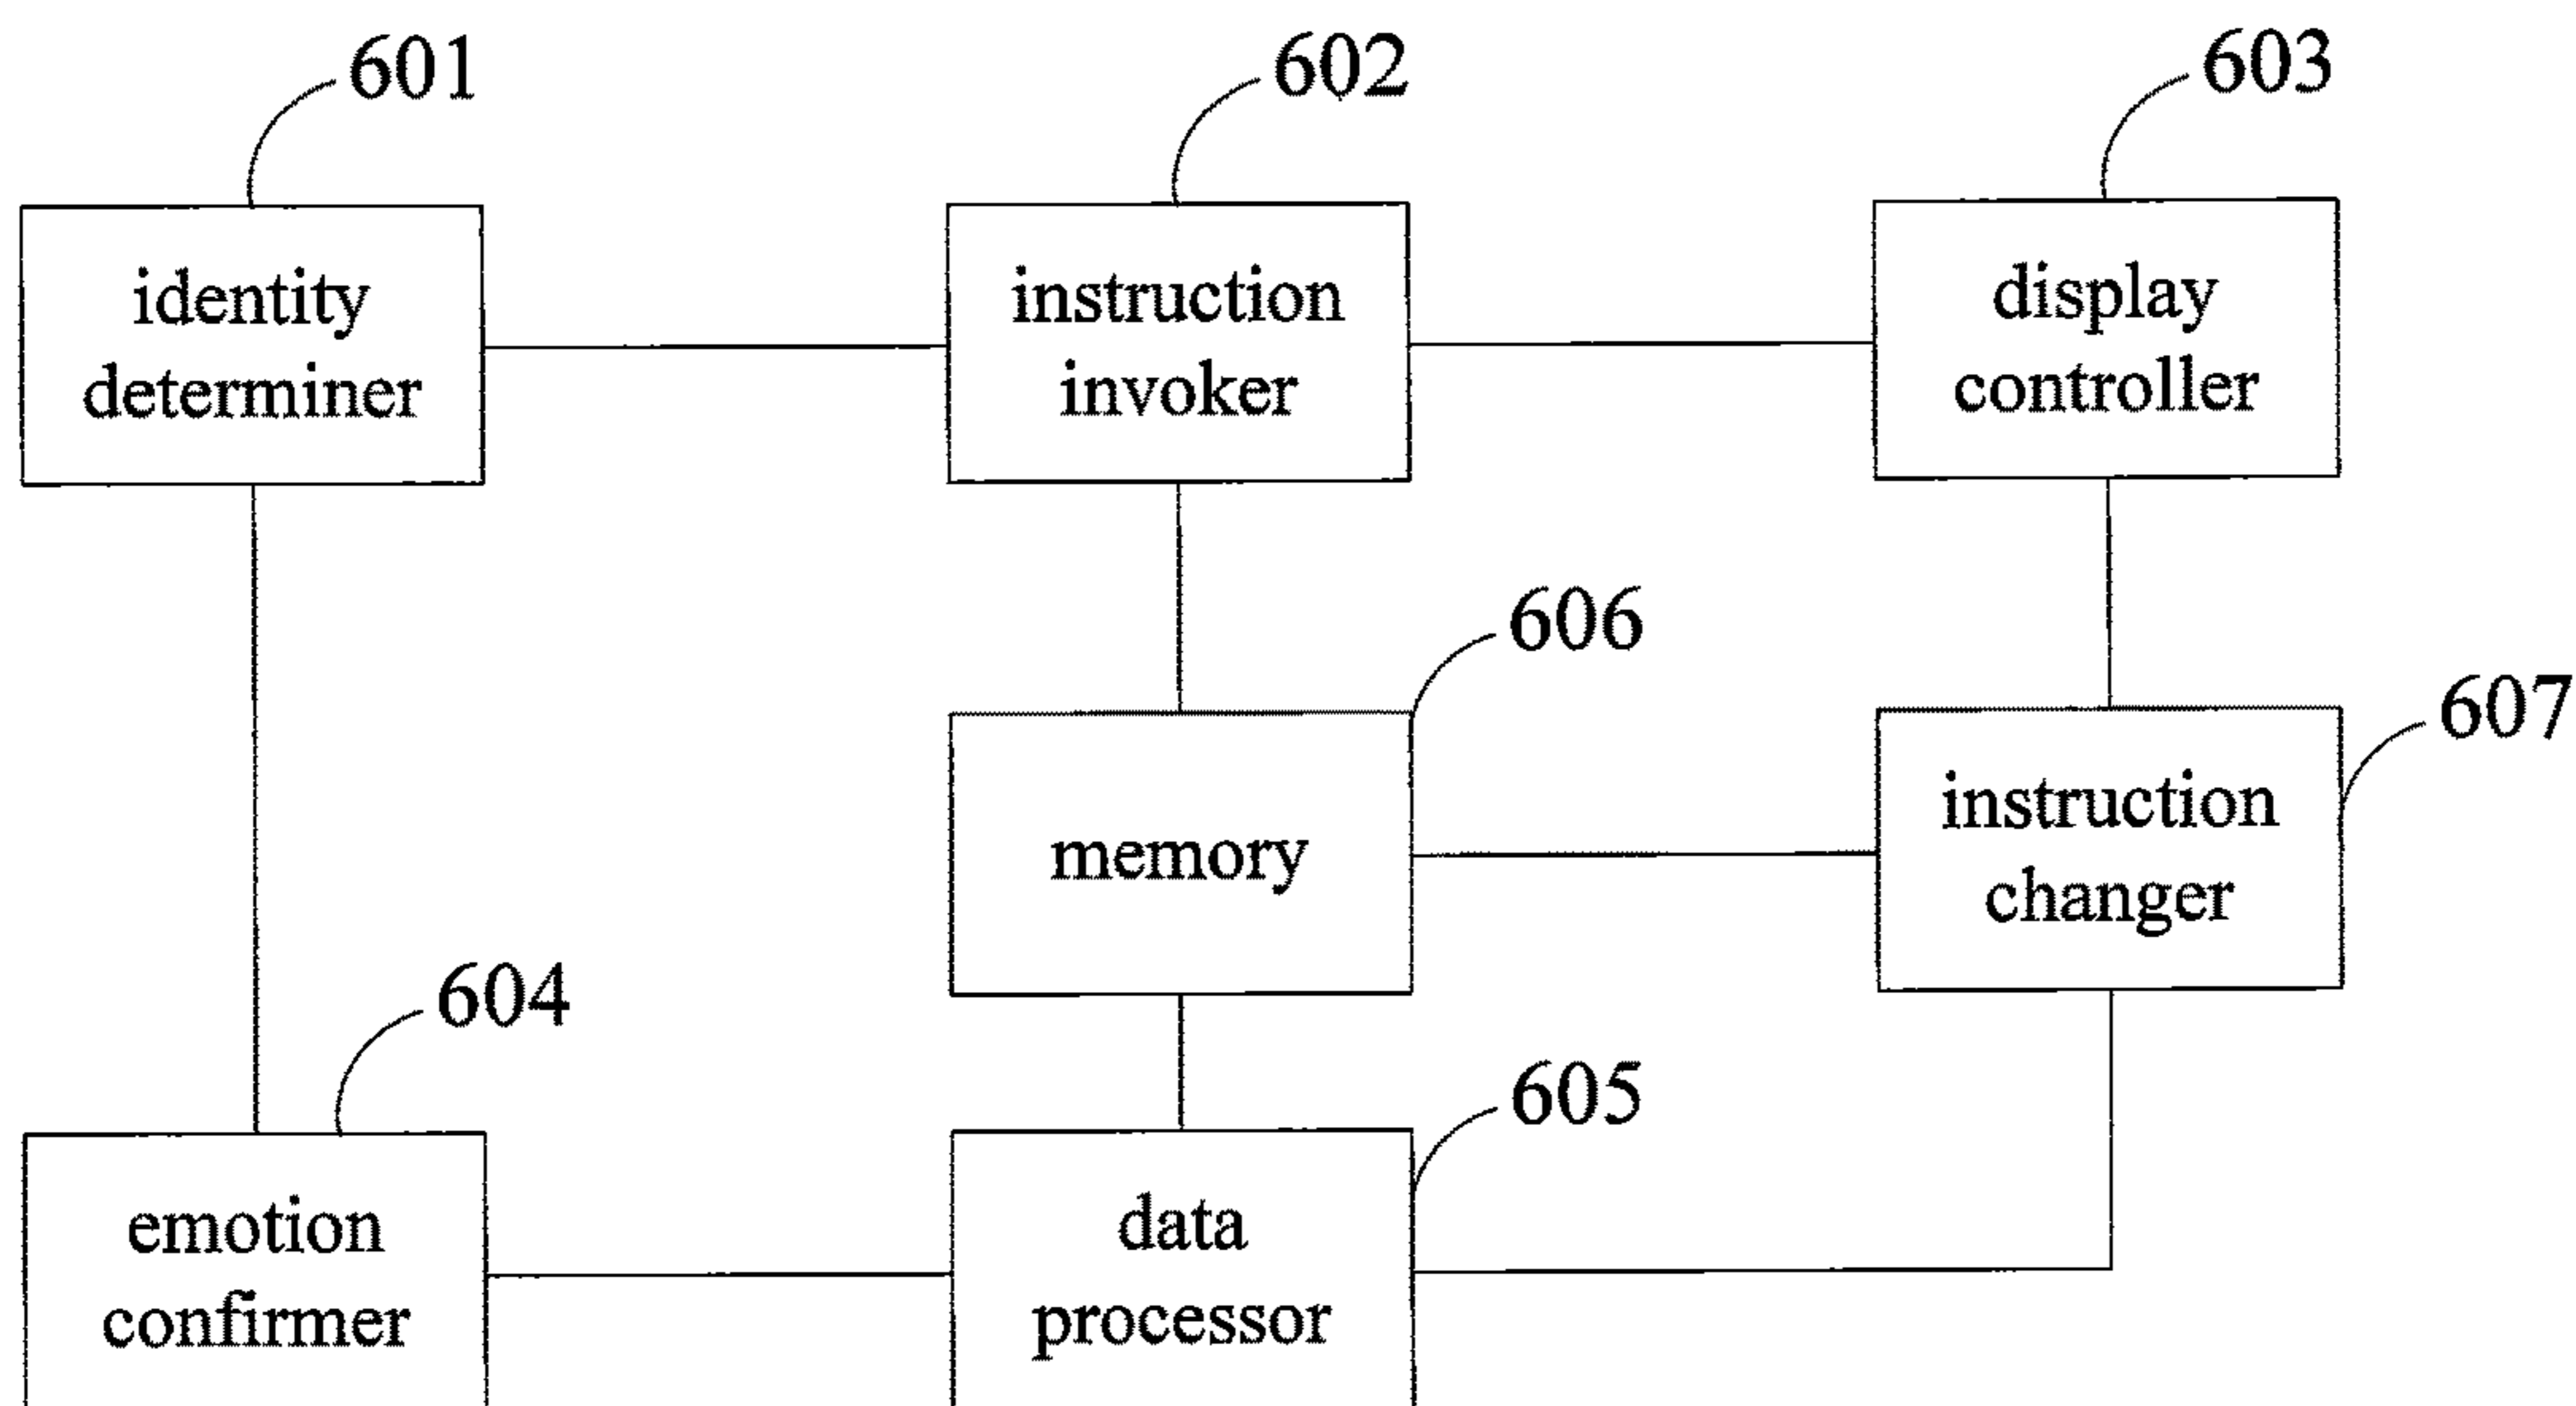 601
602
603
identity
determiner
instruction
invoker
display
controller
606
607
memory
instruction
changer
604
605
emotion
confirmer
data
processor